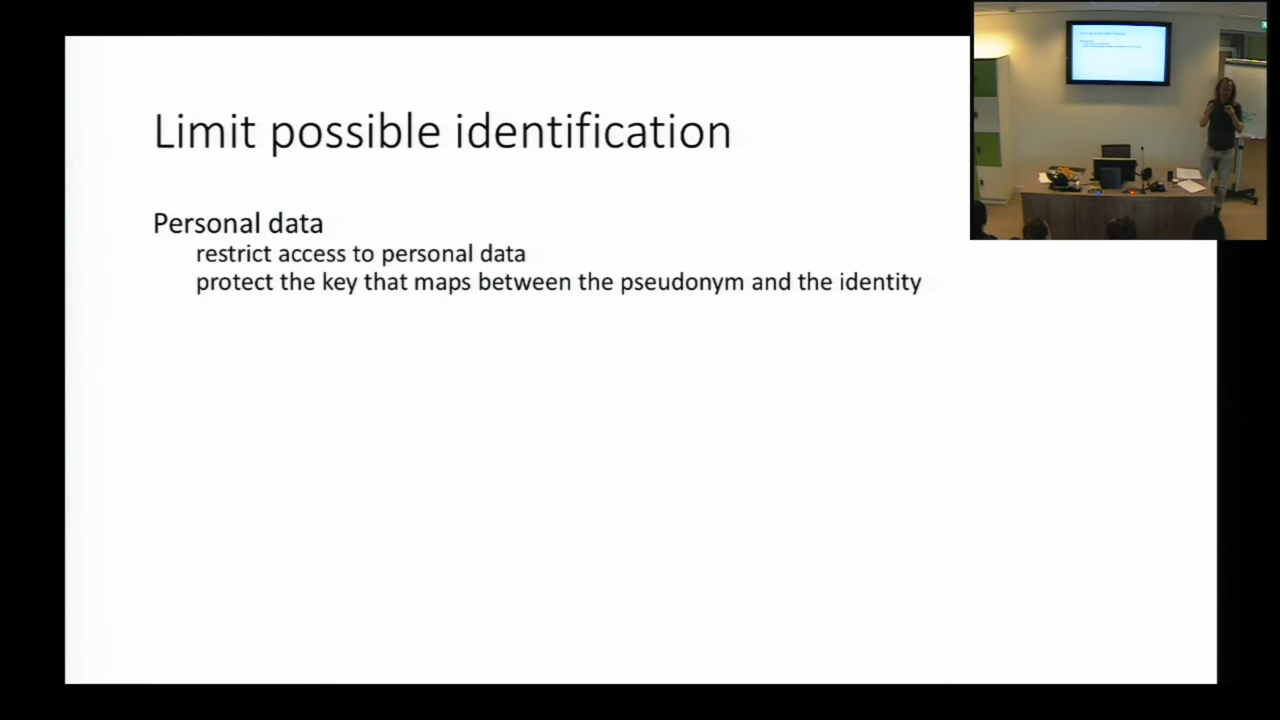 Limit possible identification
Personal data
restrict access to personal data
protect the key that maps between the pseudonym and the identity